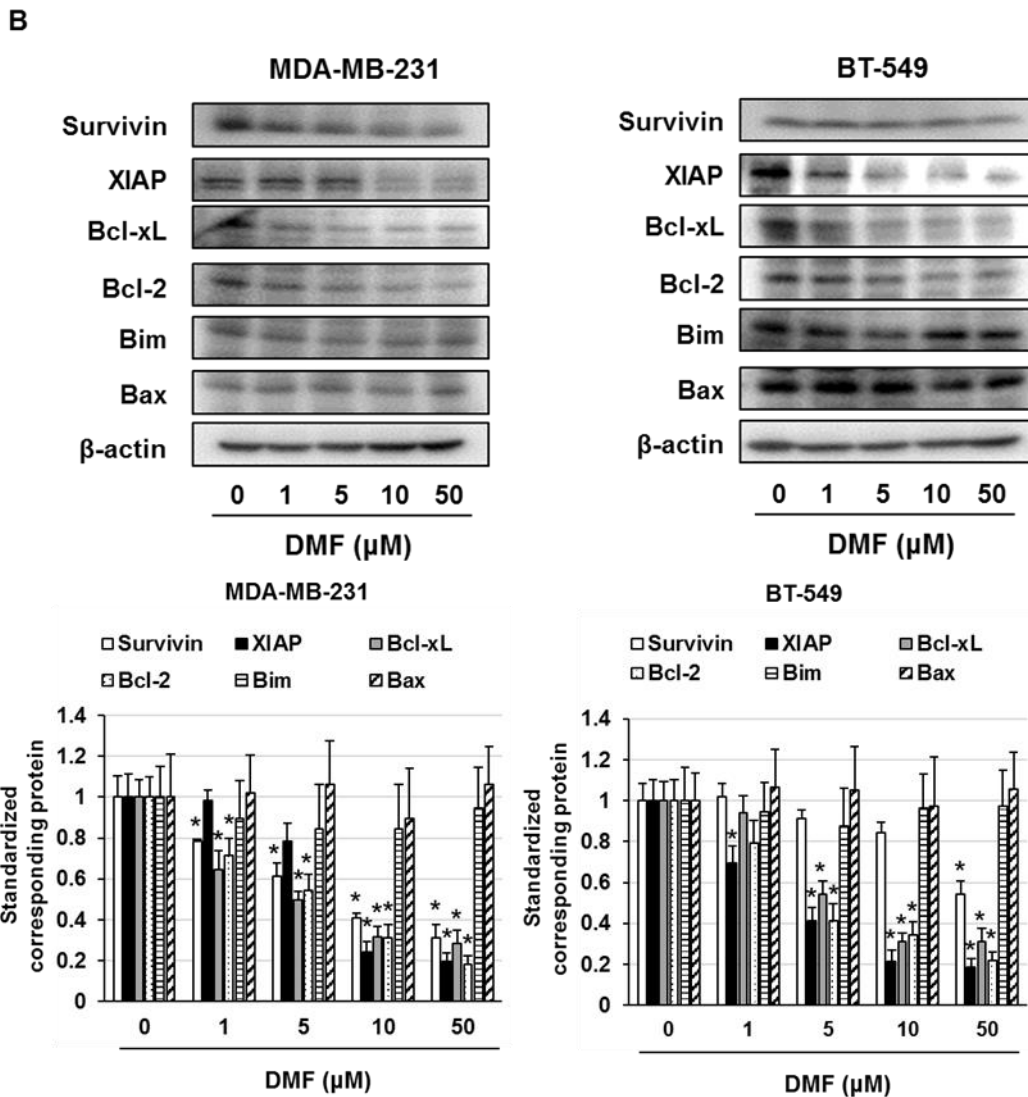 B
MDA-MB-231
Survivin
XIAP
Bcl-xL
Bcl-2
Bim
Bax
β-actin
0 1 5 10 50
DMF (μM)
BT-549
Survivin
XIAP
Bcl-xL
Bcl-2
Bim
Bax
β-actin
0 1 5 10 50
DMF (μM)
MDA-MB-231
Survivin XIAP Bcl-xL
Bcl-2 Bim Bax
Standardized
corresponding protein
1.4
1.2
1
0.8
0.6
0.4
0.2
0
* * * *
* * *
* * * *
* * * *
0 1 5 10 50
DMF (μM)
BT-549
Survivin XIAP Bcl-xL
Bcl-2 Bim Bax
Standardized
corresponding protein
1.4
1.2
1
0.8
0.6
0.4
0.2
0
*
* * *
* * *
* * * *
0 1 5 10 50
DMF (μM)